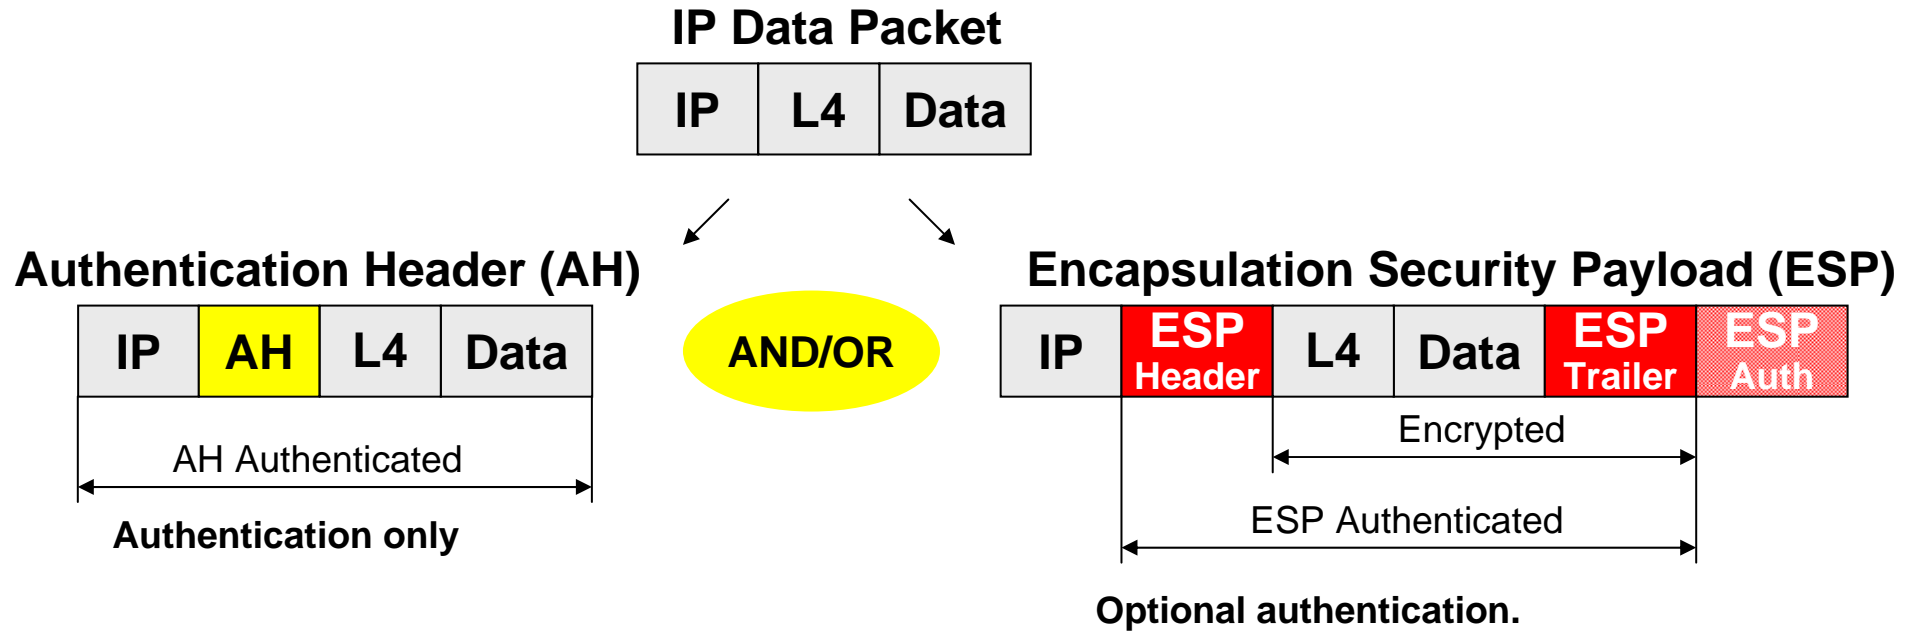 IP Data Packet
IP L4 Data
Authentication Header (AH)
IP AH L4 Data
AH Authenticated
Authentication only
AND/OR
Encapsulation Security Payload (ESP)
IP ESP Header L4 Data ESP Trailer ESP Auth
Encrypted
ESP Authenticated
Optional authentication.